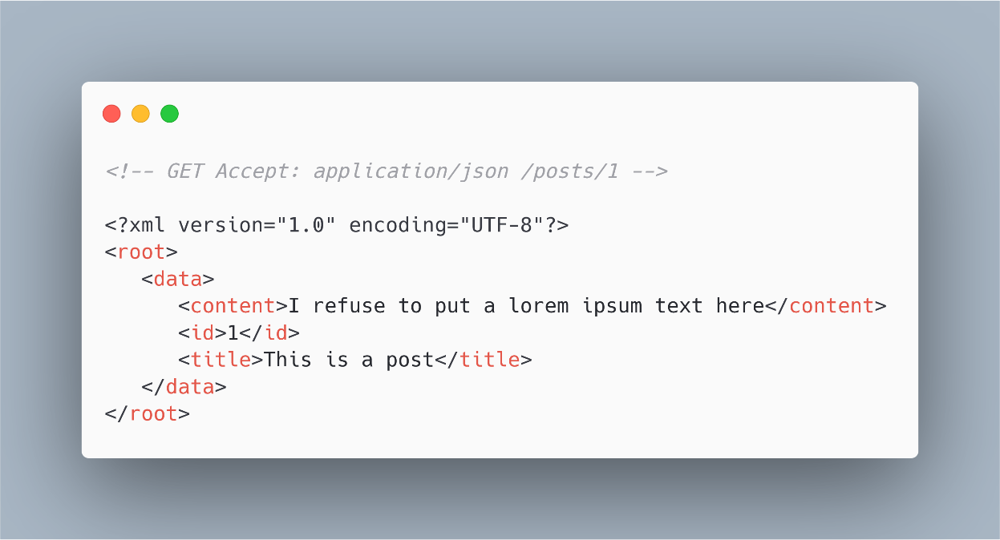 <!-- GET Accept: application/json /posts/1 -->
<?xml version="1.0" encoding="UTF-8"?>
<root>
   <data>
      <content>I refuse to put a lorem ipsum text here</content>
      <id>1</id>
      <title>This is a post</title>
   </data>
</root>